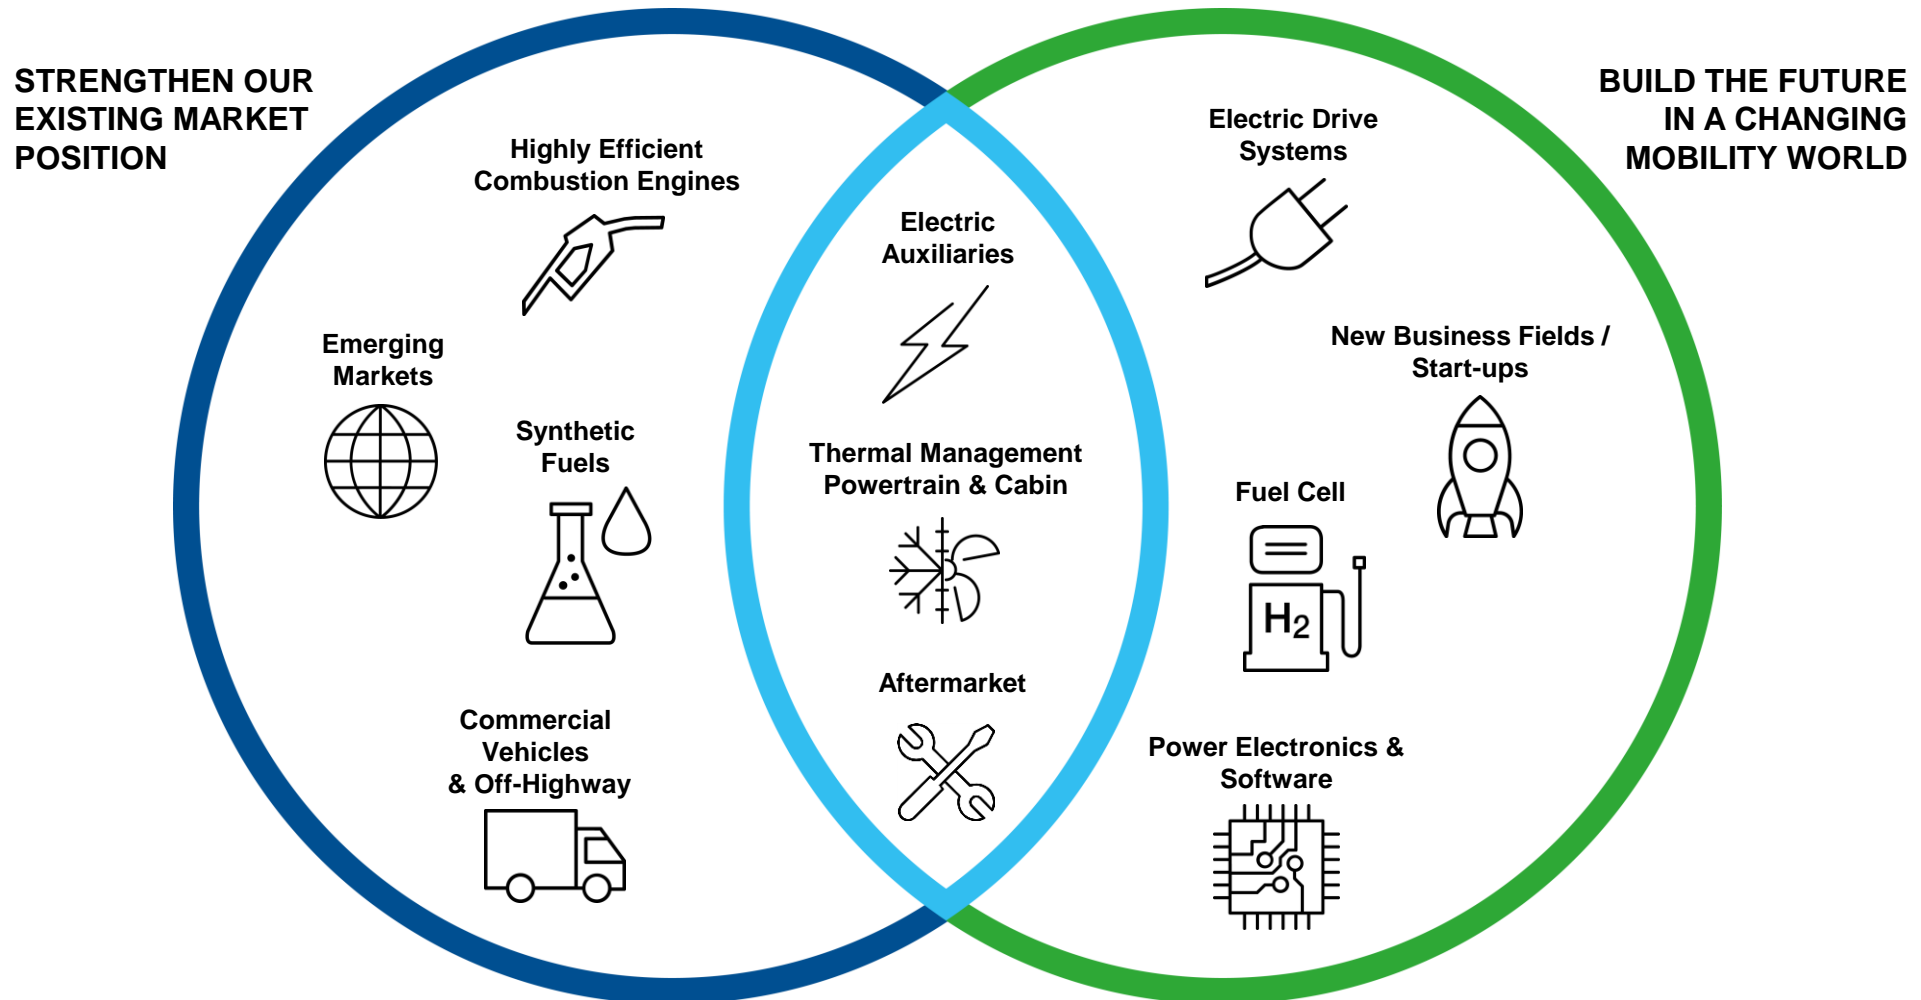 STRENGTHEN OUR
EXISTING MARKET
POSITION
BUILD THE FUTURE
IN A CHANGING
MOBILITY WORLD
Highly Efficient
Combustion Engines
Emerging
Markets
Synthetic
Fuels
Commercial
Vehicles
& Off-Highway
Electric
Auxiliaries
Thermal Management
Powertrain & Cabin
Aftermarket
Electric Drive
Systems
New Business Fields /
Start-ups
Fuel Cell
H2
Power Electronics &
Software